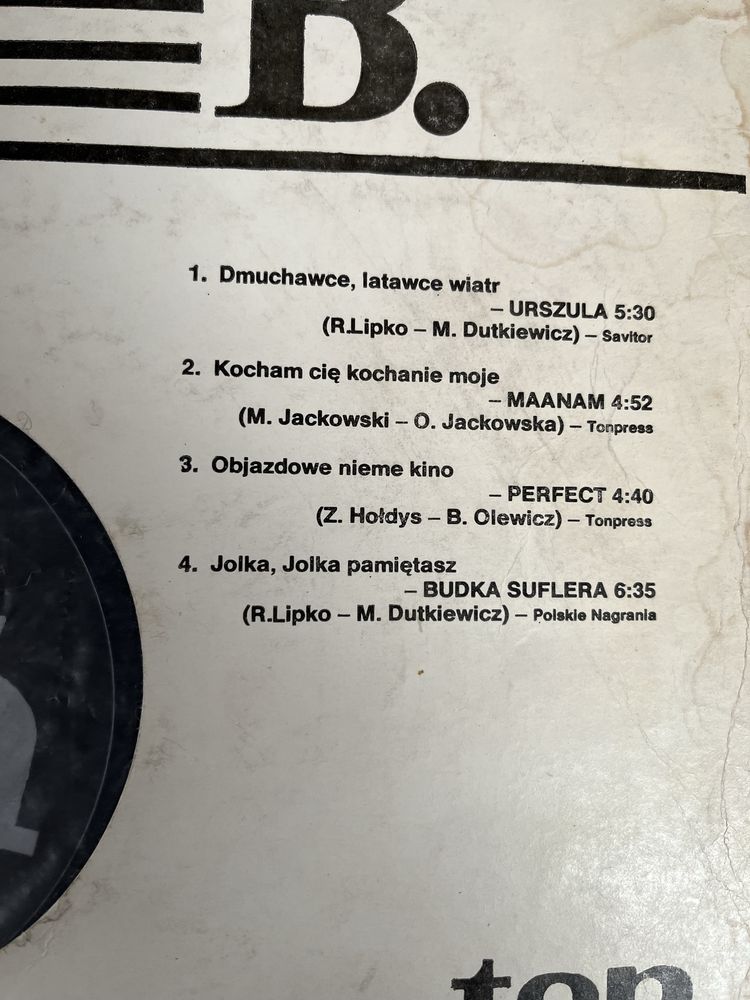 B.
1. Dmuchawce, latawce wiatr
– URSZULA 5:30
(R.Lipko – M. Dutkiewicz) – Savitor
2. Kocham cię kochanie moje
– MAANAM 4:52
(M. Jackowski – O. Jackowska) – Tonpress
3. Objazdowe nieme kino
– PERFECT 4:40
(Z. Hołdys – B. Olewicz) – Tonpress
4. Jolka, Jolka pamiętasz
– BUDKA SUFLERA 6:35
(R.Lipko – M. Dutkiewicz) – Polskie Nagrania
ton